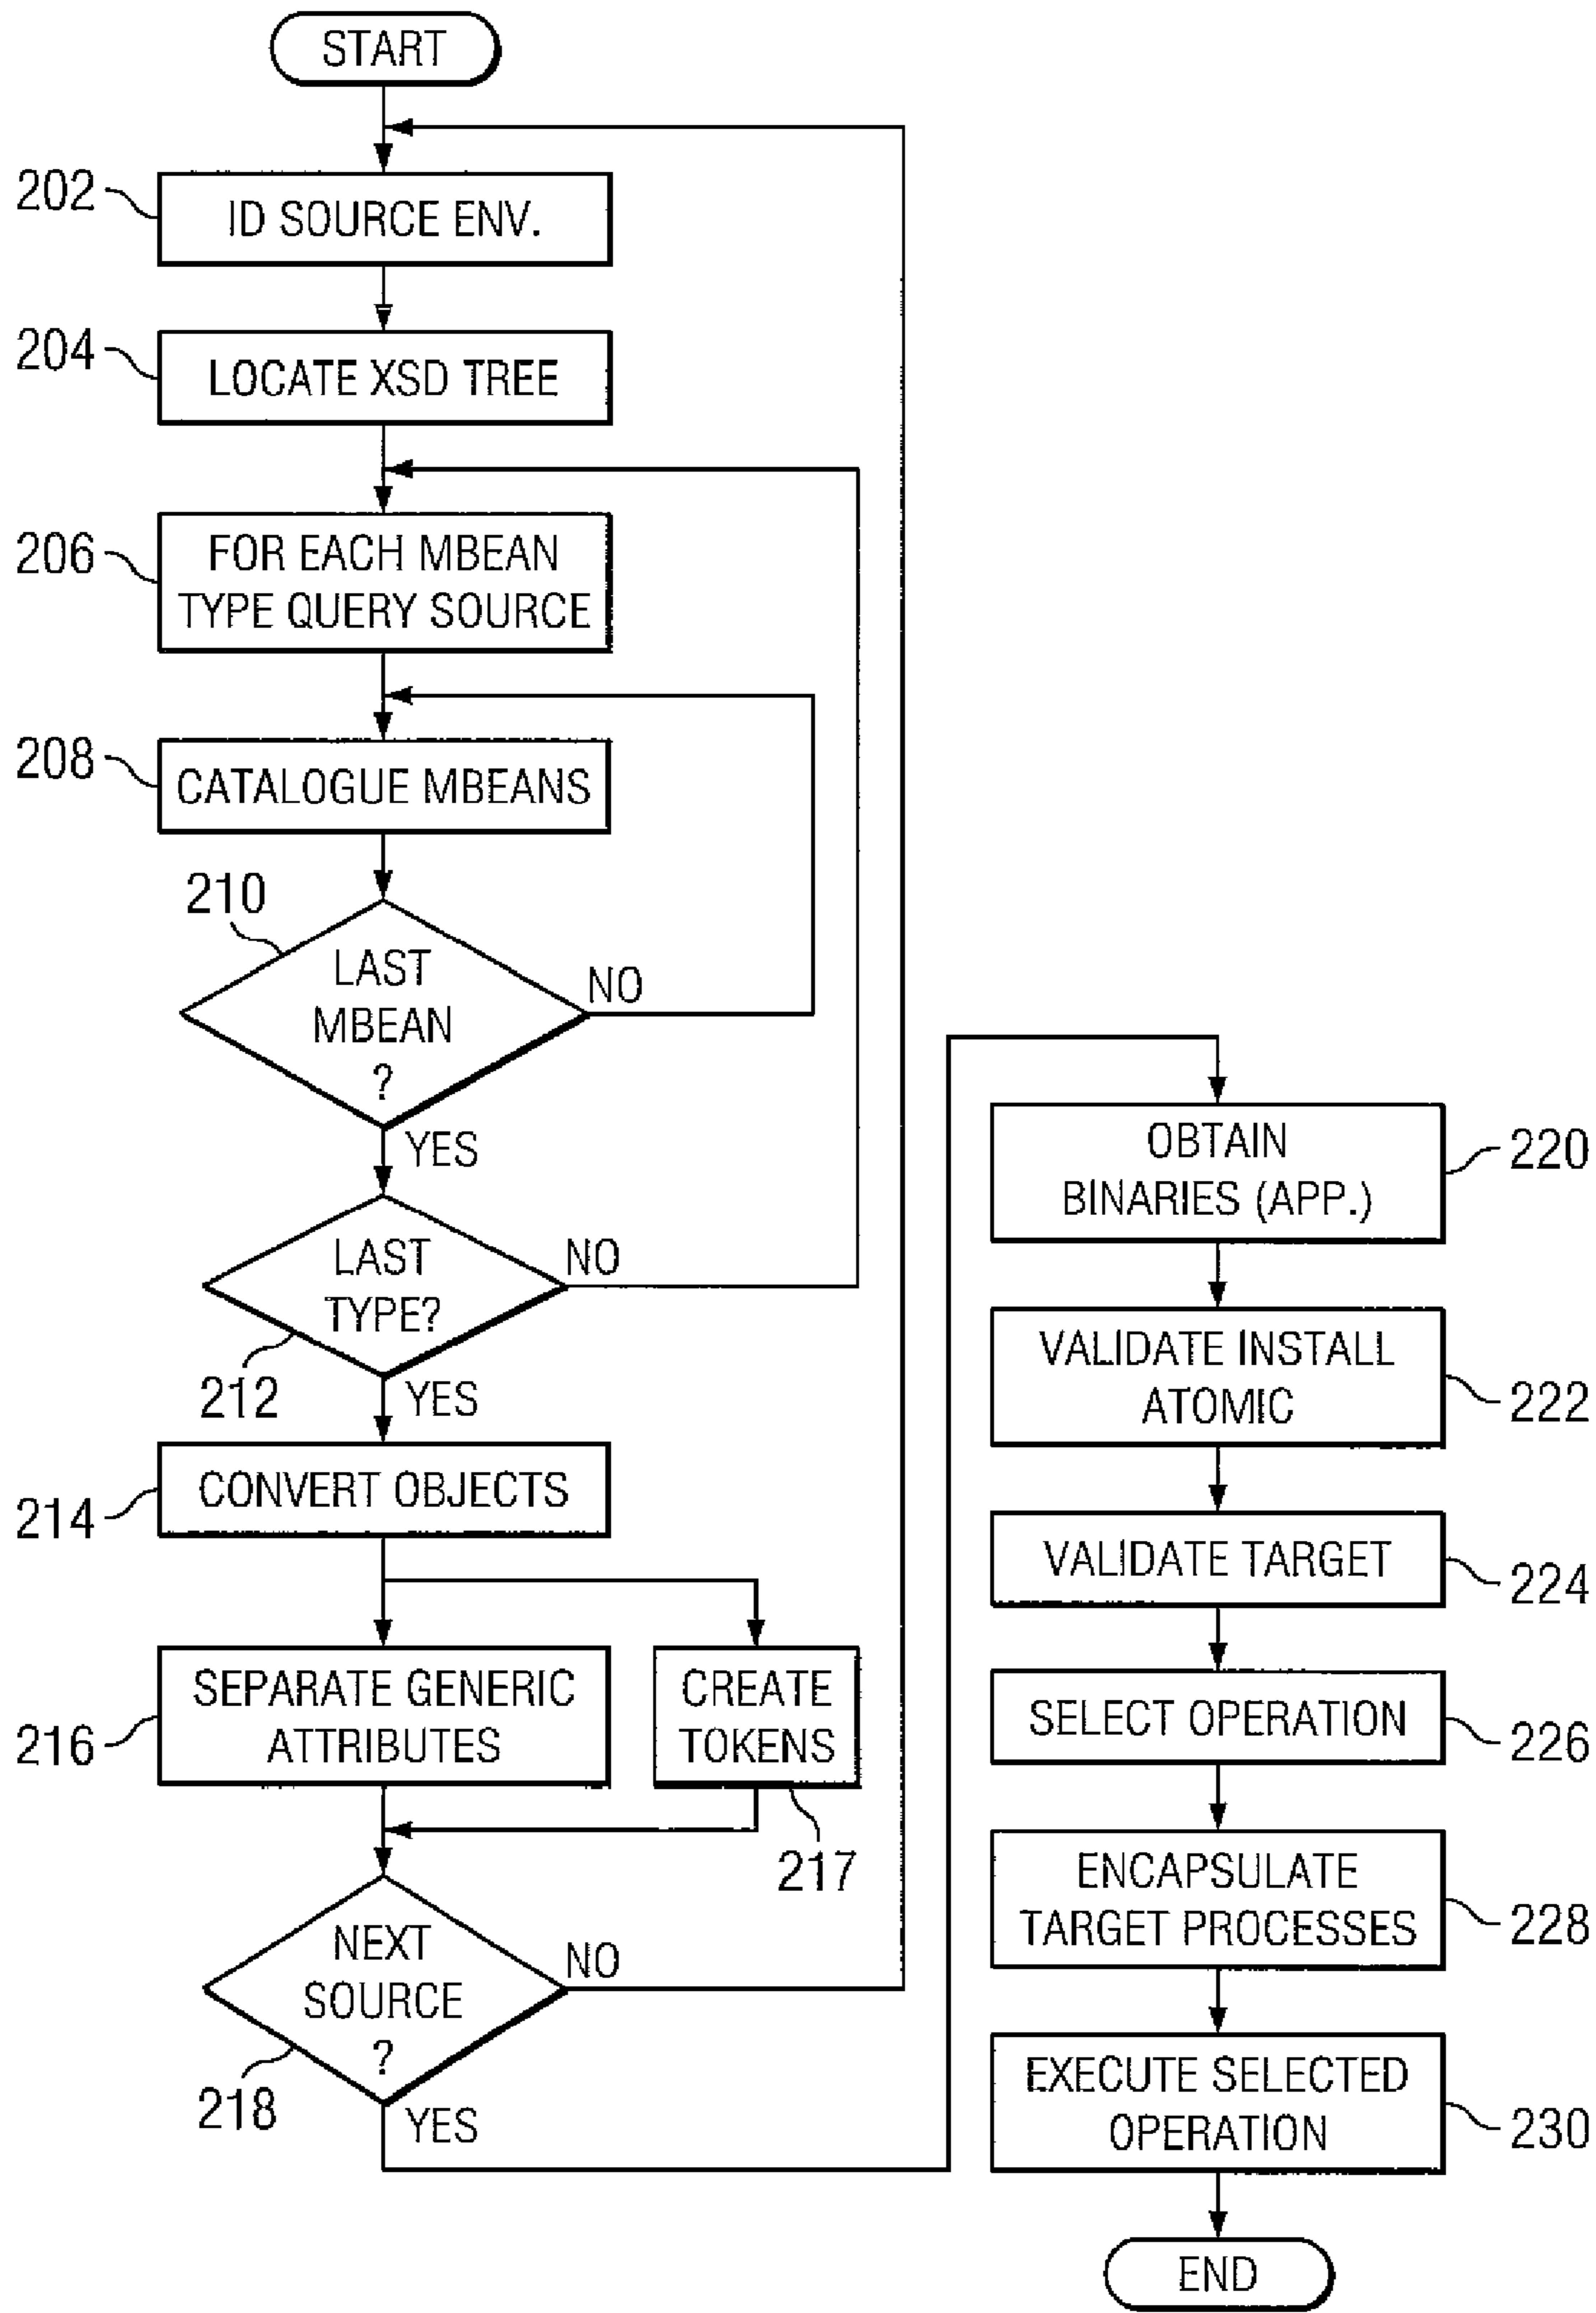 START
202
ID SOURCE ENV.
204
LOCATE XSD TREE
206
FOR EACH MBEAN
TYPE QUERY SOURCE
208
CATALOGUE MBEANS
210
LAST
MBEAN
?
NO
YES
LAST
TYPE?
NO
212
YES
214
CONVERT OBJECTS
216
SEPARATE GENERIC
ATTRIBUTES
CREATE
TOKENS
217
NEXT
SOURCE
?
NO
218
YES
OBTAIN
BINARIES (APP.)
220
VALIDATE INSTALL
ATOMIC
222
VALIDATE TARGET
224
SELECT OPERATION
226
ENCAPSULATE
TARGET PROCESSES
228
EXECUTE SELECTED
OPERATION
230
END